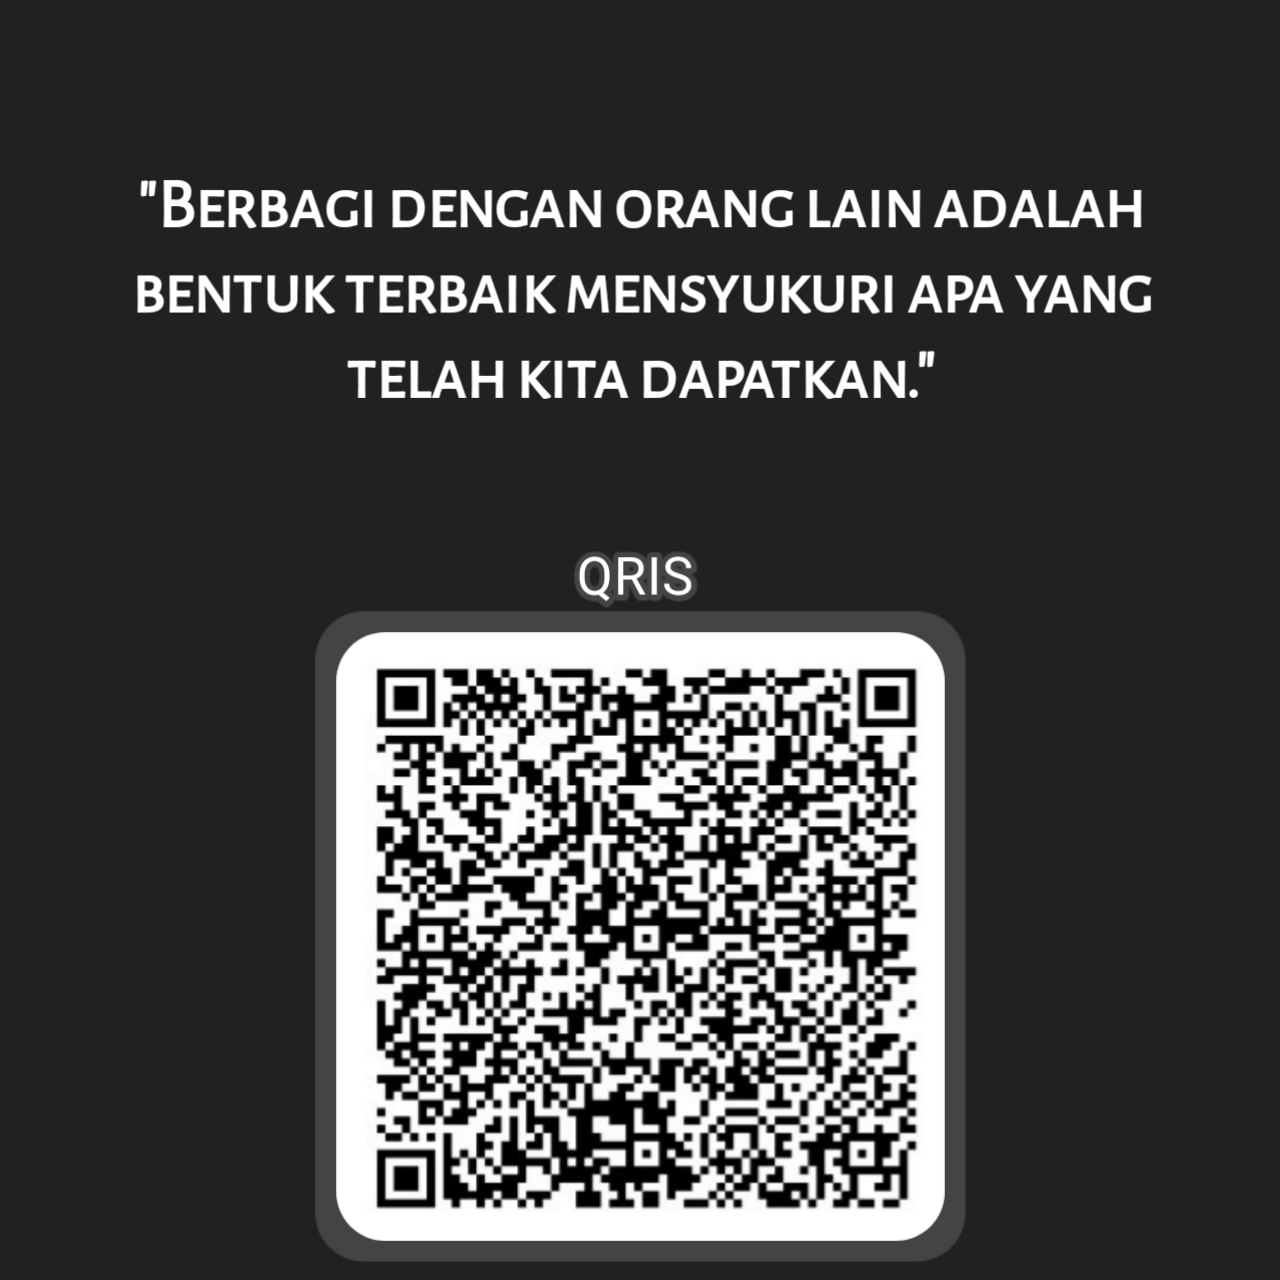 "Berbagi dengan orang lain adalah
bentuk terbaik mensyukuri apa yang
telah kita dapatkan."
QRIS